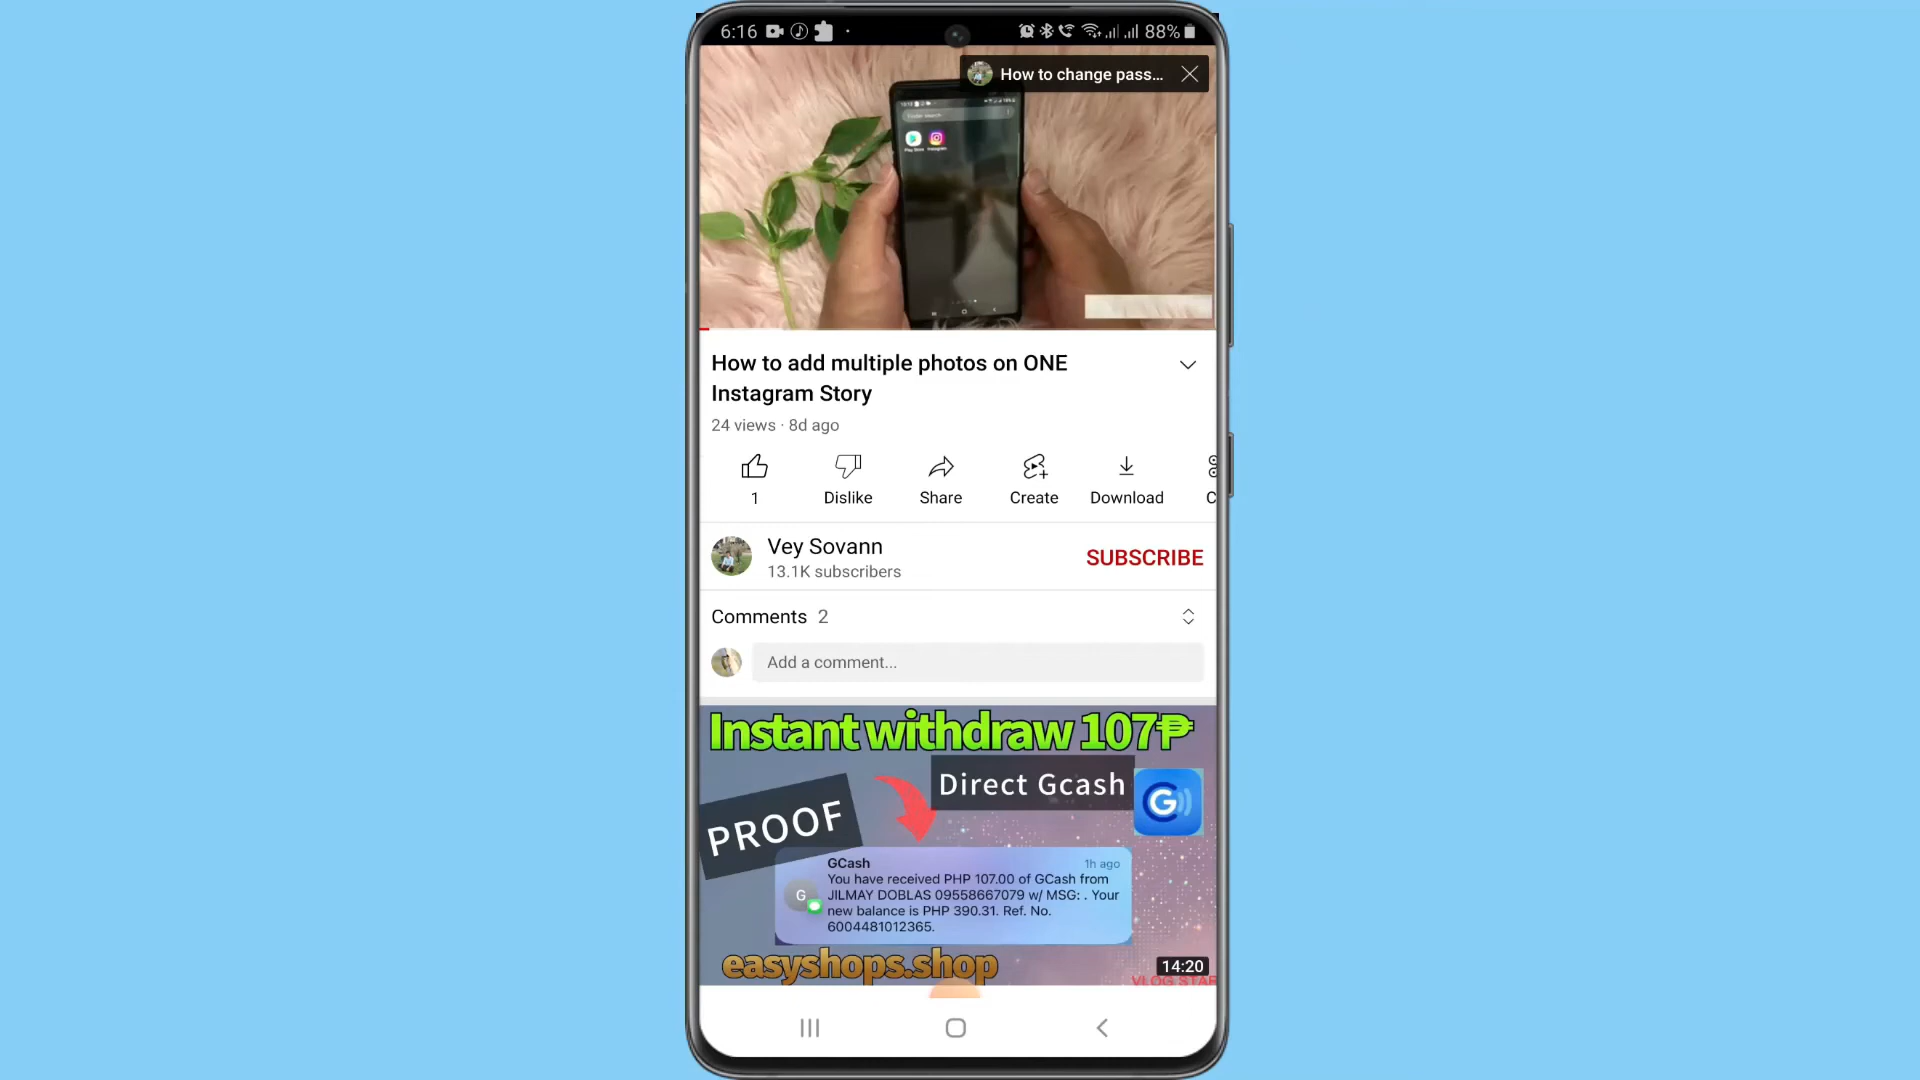 6:16
88%
How to change pass...
How to add multiple photos on ONE
Instagram Story
24 views · 8d ago
1
Dislike
Share
Create
Download
C
Vey Sovann
13.1K subscribers
SUBSCRIBE
Comments 2
Add a comment...
Instant withdraw 107₱
Direct Gcash
G
PROOF
GCash
1h ago
G
You have received PHP 107.00 of GCash from
JILMAY DOBLAS 09558667079 w/ MSG: . Your
new balance is PHP 390.31. Ref. No.
6004481012365.
easyshops.shop
14:20
VLOG STAR